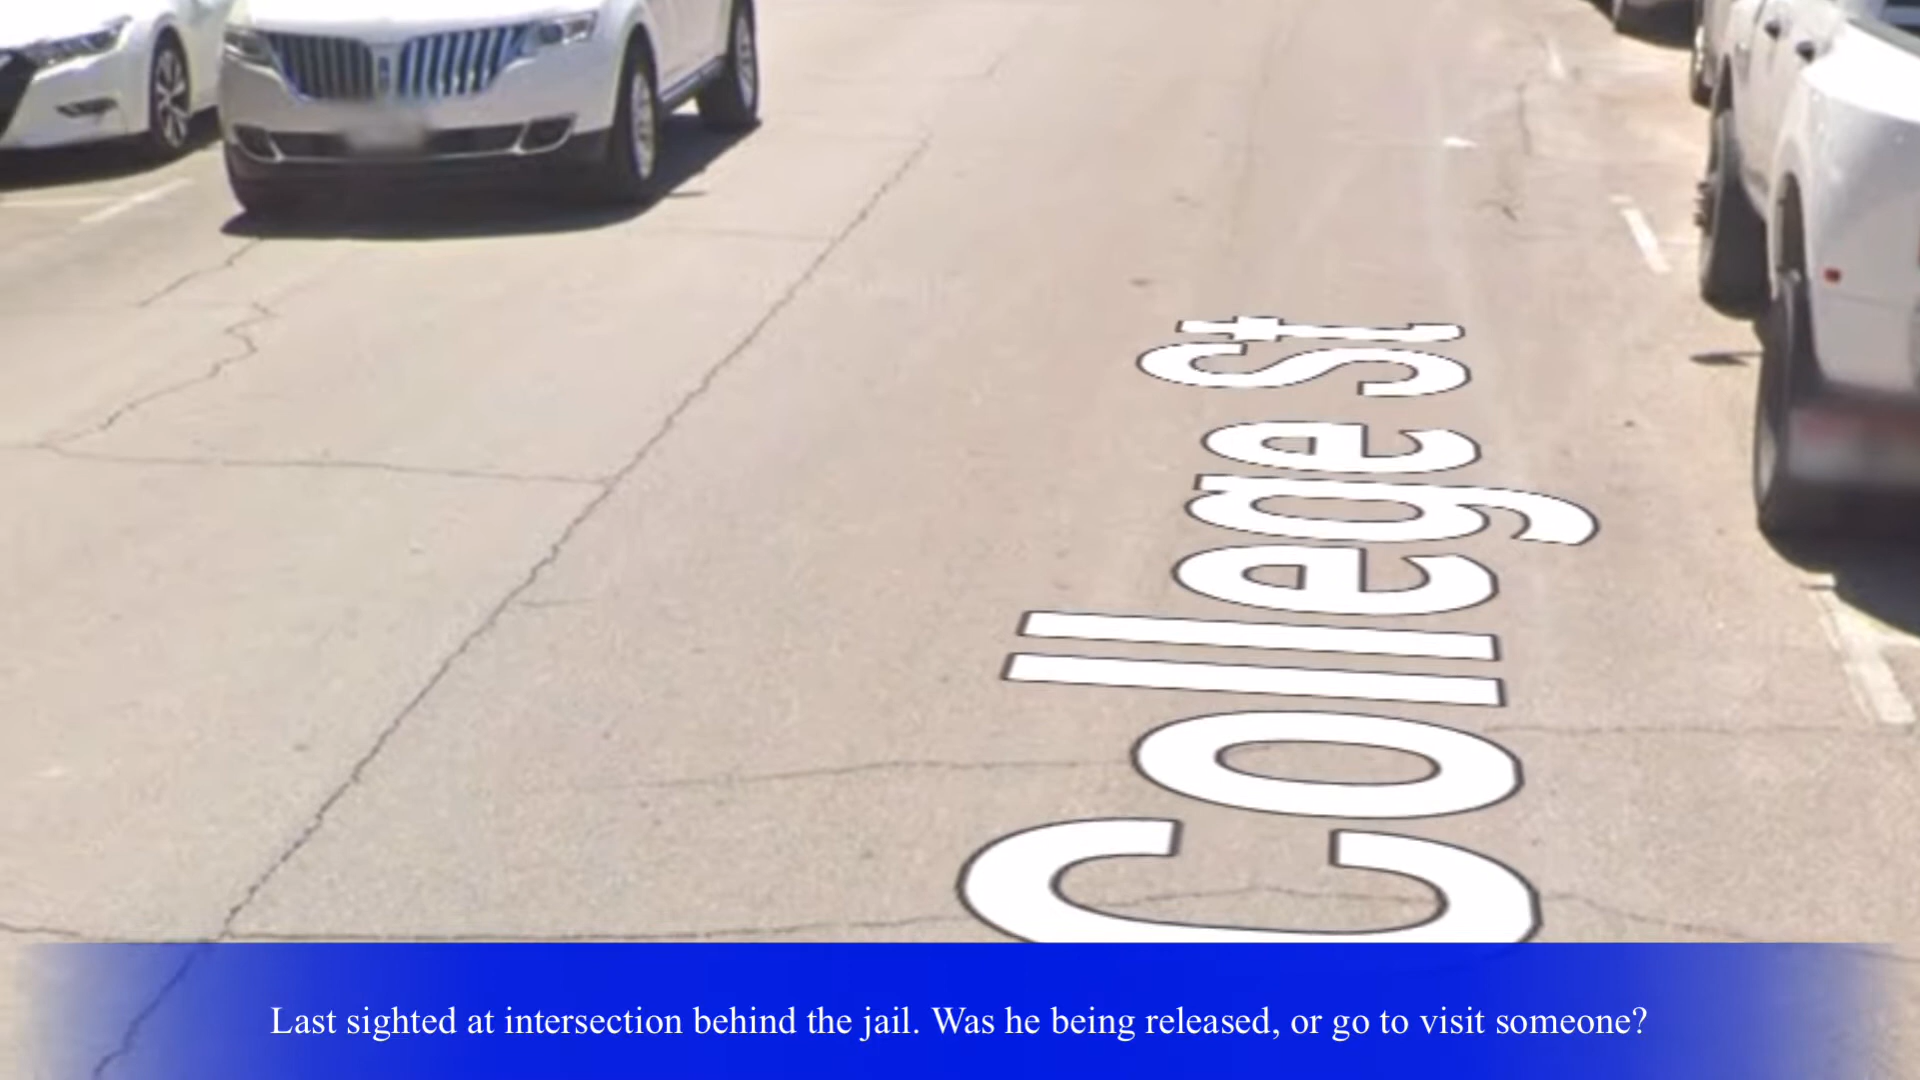 College St
Last sighted at intersection behind the jail. Was he being released, or go to visit someone?